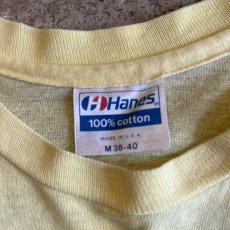 Hanes
100% cotton
MADE IN U.S.A.
M 38-40